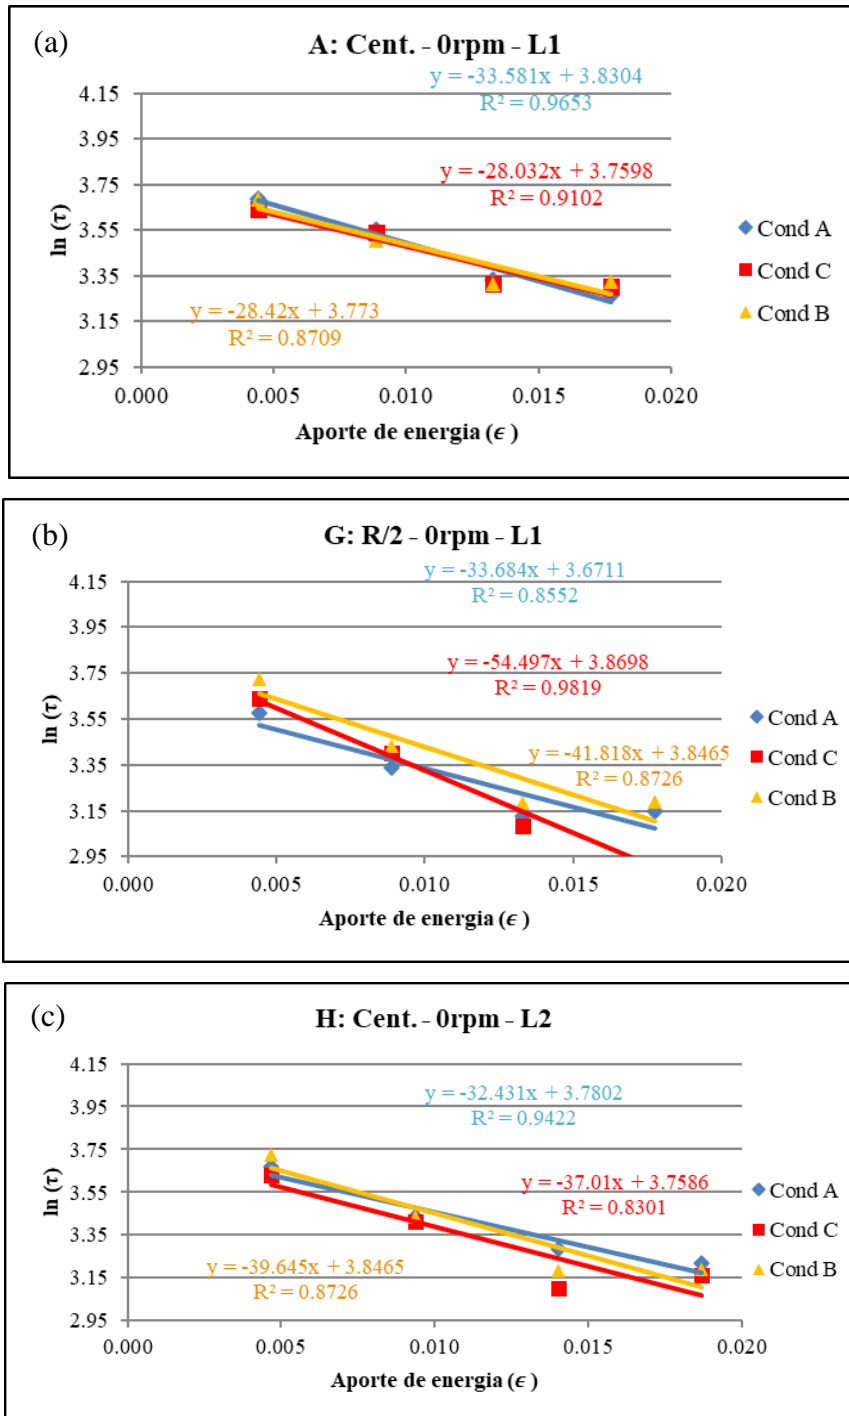 (a)
A: Cent. - 0rpm - L1
y = -33.581x + 3.8304
R² = 0.9653
4.15
3.95
3.75
3.55
3.35
3.15
2.95
ln (τ)
y = -28.032x + 3.7598
R² = 0.9102
y = -28.42x + 3.773
R² = 0.8709
Cond A
Cond C
Cond B
0.000 0.005 0.010 0.015 0.020
Aporte de energia (ϵ )
(b)
G: R/2 - 0rpm - L1
y = -33.684x + 3.6711
R² = 0.8552
4.15
3.95
3.75
3.55
3.35
3.15
2.95
ln (τ)
y = -54.497x + 3.8698
R² = 0.9819
y = -41.818x + 3.8465
R² = 0.8726
Cond A
Cond C
Cond B
0.000 0.005 0.010 0.015 0.020
Aporte de energia (ϵ )
(c)
H: Cent. - 0rpm - L2
4.15
3.95
3.75
3.55
3.35
3.15
2.95
ln (τ)
y = -32.431x + 3.7802
R² = 0.9422
y = -37.01x + 3.7586
R² = 0.8301
y = -39.645x + 3.8465
R² = 0.8726
Cond A
Cond C
Cond B
0.000 0.005 0.010 0.015 0.020
Aporte de energia (ϵ )